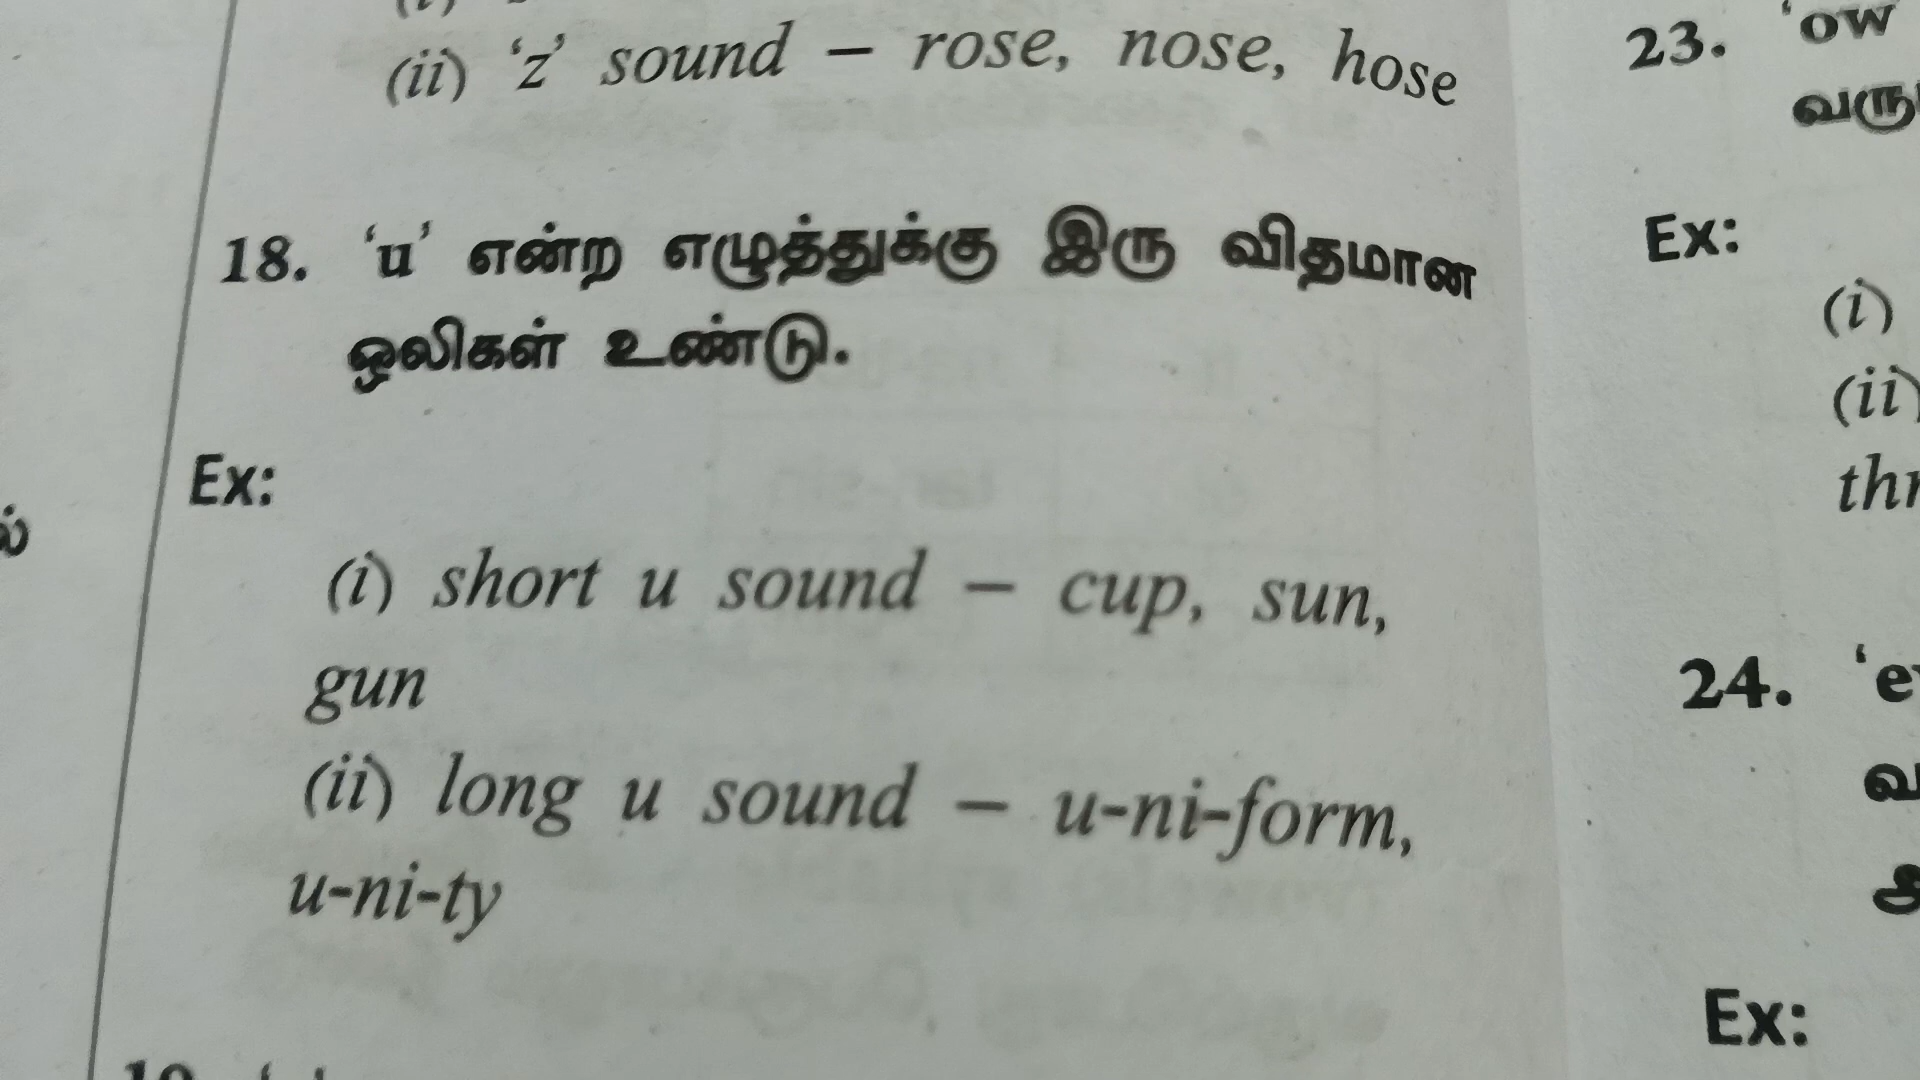 (ii) ‘z’ sound – rose, nose, hose
18. ‘u’ என்ற எழுத்துக்கு இரு விதமான
ஒலிகள் உண்டு.
Ex:
(i) short u sound – cup, sun,
gun
(ii) long u sound – u-ni-form,
u-ni-ty
23. ‘ow
Ex:
(i)
(ii)
24.
Ex: